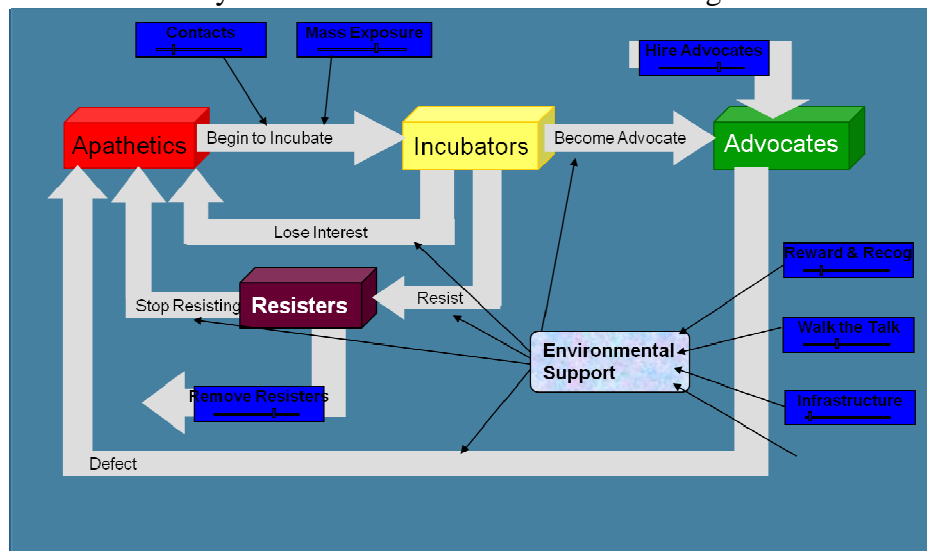 Contacts
Mass Exposure
Hire Advocates
Apathetics
Begin to Incubate
Incubators
Become Advocate
Advocates
Lose Interest
Reward & Recog
Stop Resisting
Resisters
Resist
Walk the Talk
Environmental
Support
Remove Resisters
Infrastructure
Defect